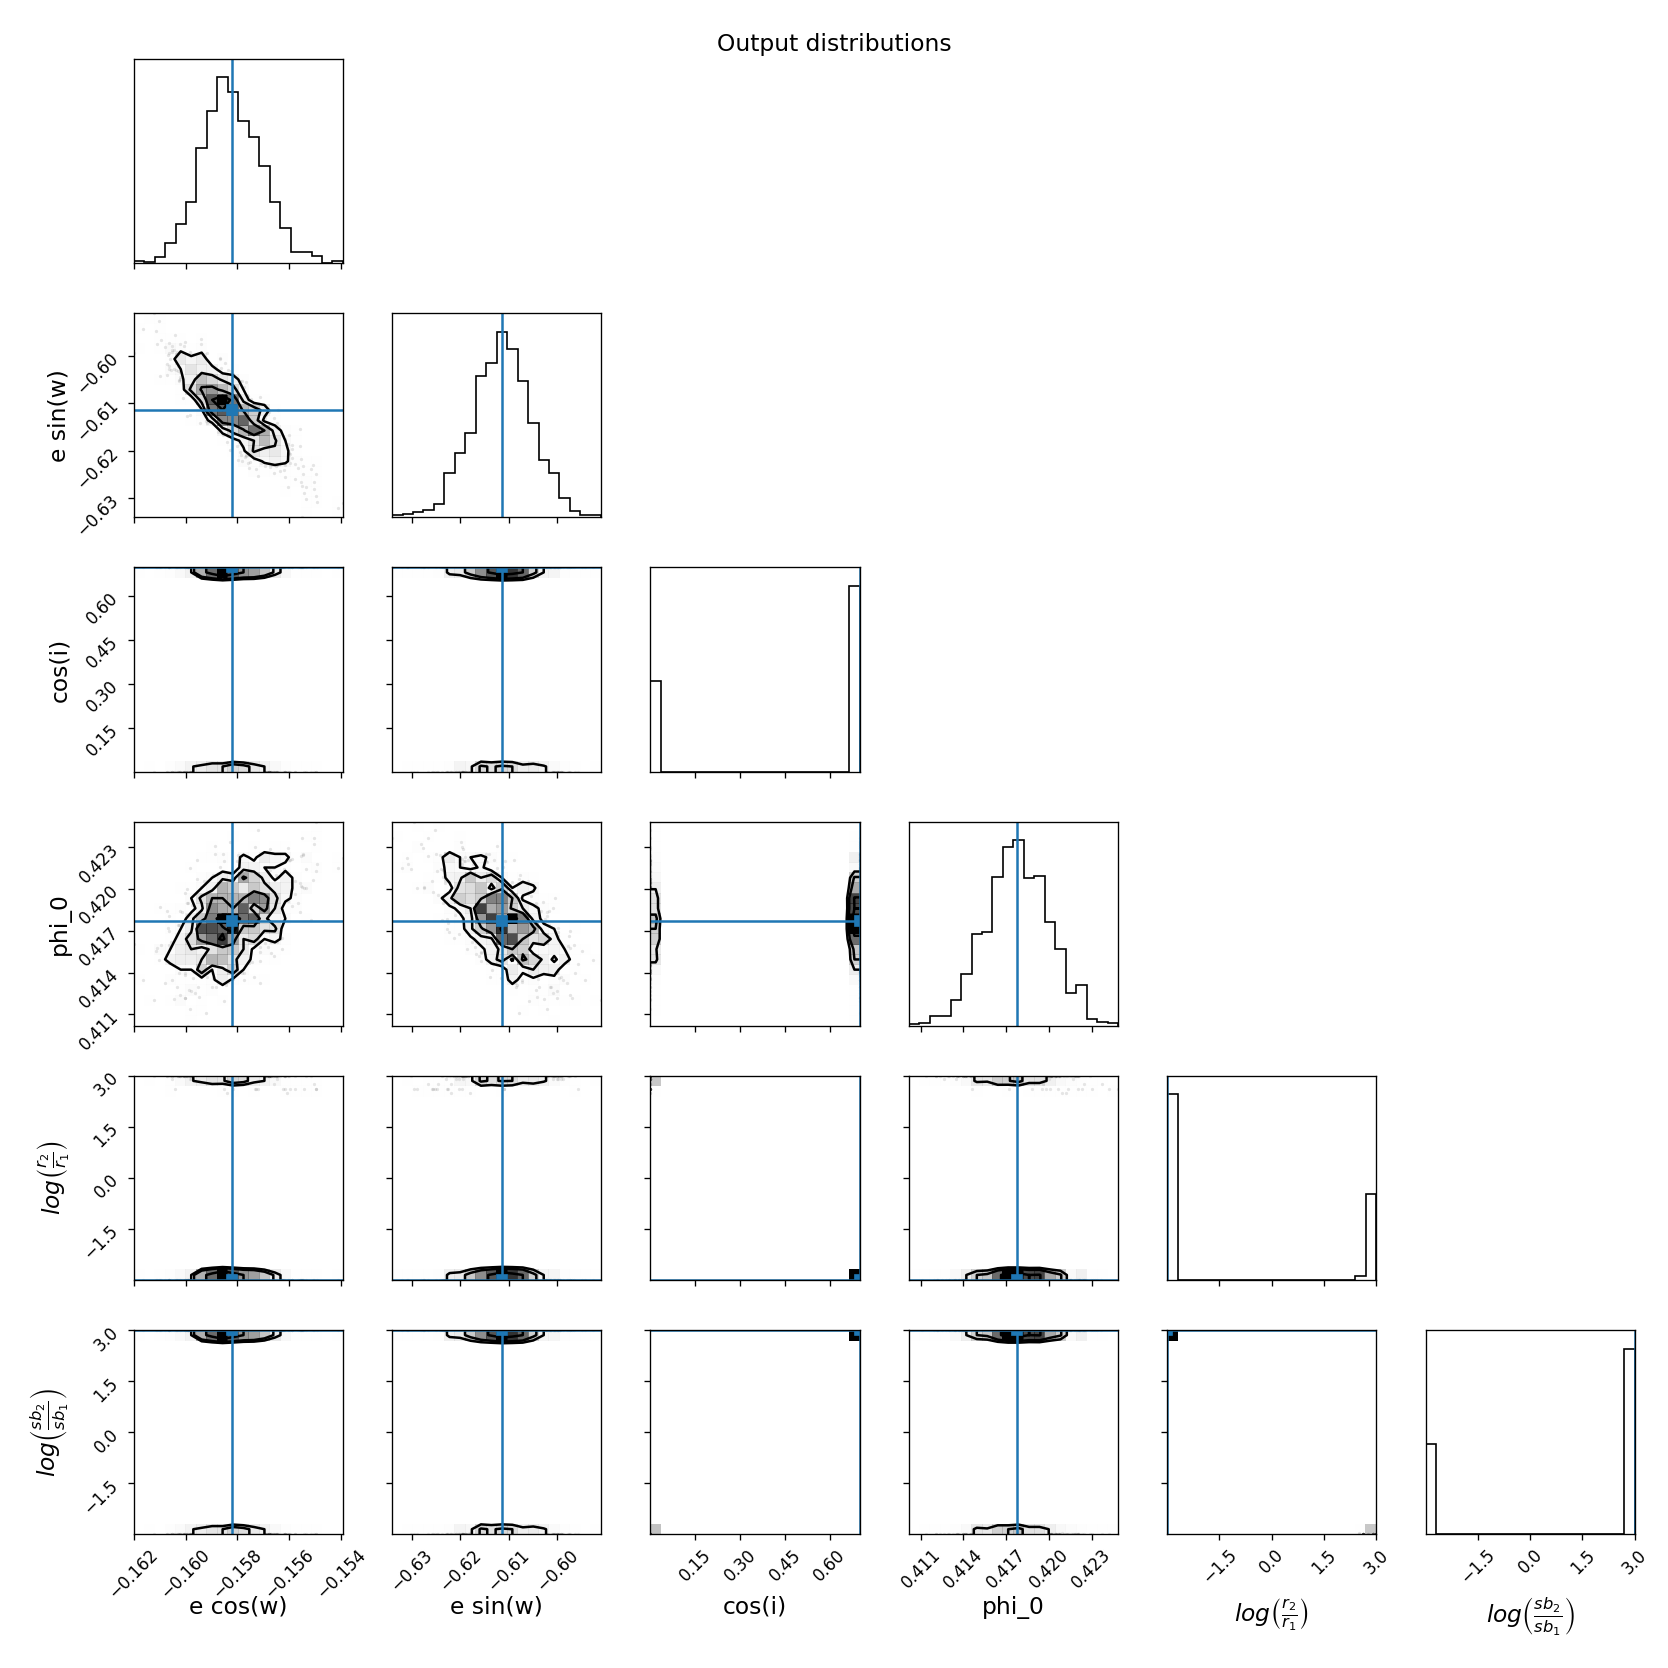 Output distributions
e sin(w)
−0.60
−0.61
−0.62
−0.63
cos(i)
0.60
0.45
0.30
0.15
phi_0
0.423
0.420
0.417
0.414
0.411
log(r₂/r₁)
3.0
1.5
0.0
−1.5
log(sb₂/sb₁)
3.0
1.5
0.0
−1.5
−0.162 −0.160 −0.158 −0.156 −0.154 −0.63 −0.62 −0.61 −0.60 0.15 0.30 0.45 0.60 0.411 0.414 0.417 0.420 0.423 −1.5 0.0 1.5 3.0 −1.5 0.0 1.5 3.0
e cos(w) e sin(w) cos(i) phi_0 log(r₂/r₁) log(sb₂/sb₁)